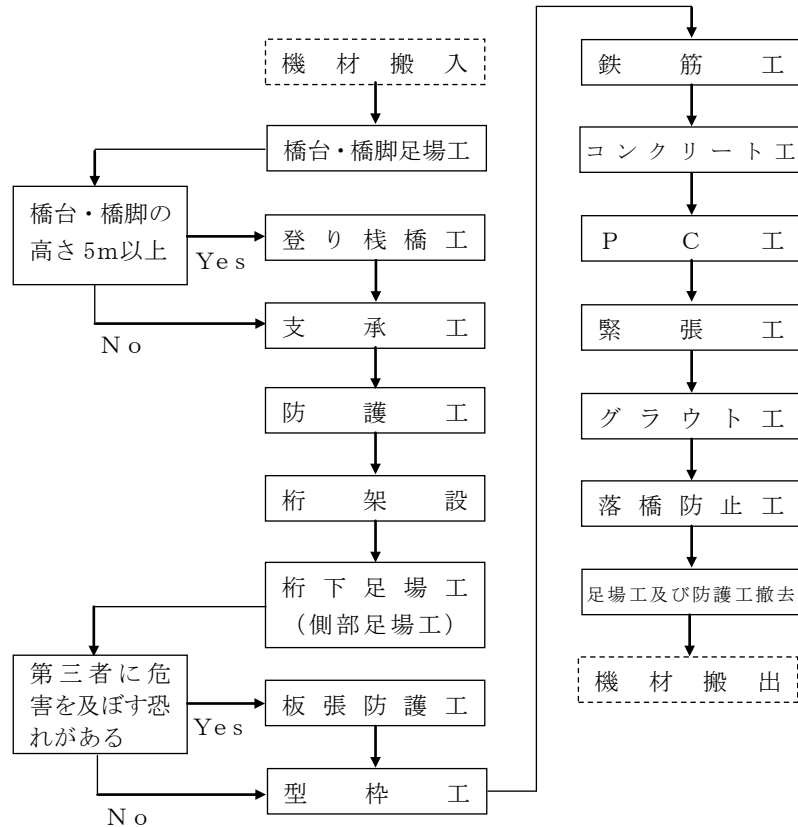 機材搬入
橋台・橋脚足場工
橋台・橋脚の
高さ5m以上
Yes
登り桟橋工
No
支承工
防護工
桁架設
桁下足場工
(側部足場工)
第三者に危
害を及ぼす恐
れがある
Yes
板張防護工
No
型枠工
鉄筋工
コンクリート工
PC工
緊張工
グラウト工
落橋防止工
足場工及び防護工撤去
機材搬出